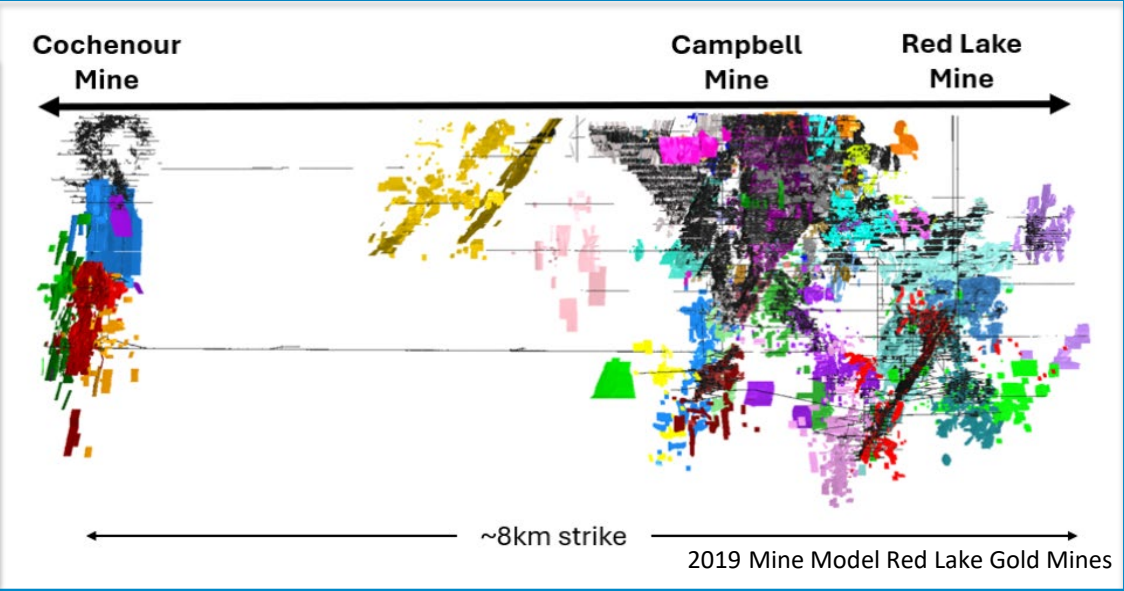 Cochenour
Mine
Campbell
Mine
Red Lake
Mine
~8km strike
2019 Mine Model Red Lake Gold Mines